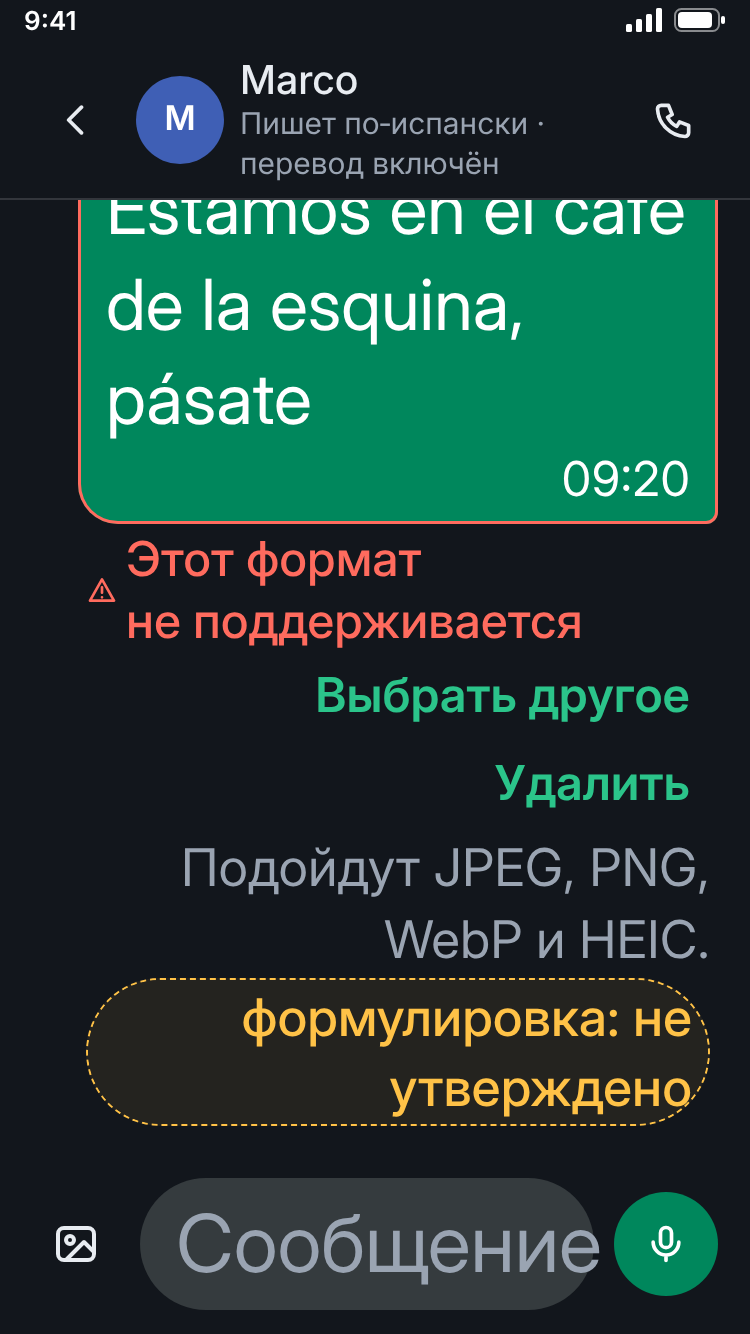 9:41
M
Marco
Пишет по-испански ·
перевод включён
Estamos en el café
de la esquina,
pásate
09:20
Этот формат
не поддерживается
Выбрать другое
Удалить
Подойдут JPEG, PNG,
WebP и HEIC.
формулировка: не
утверждено
Сообщение